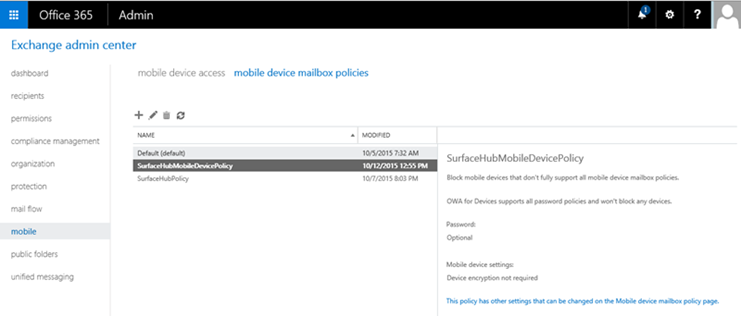 Office 365 Admin 1 ?
Exchange admin center
dashboard
recipients
permissions
compliance management
organization
protection
mail flow
mobile
public folders
unified messaging
mobile device access mobile device mailbox policies
NAME MODIFIED
Default (default) 10/5/2015 7:32 AM
SurfaceHubMobileDevicePolicy 10/12/2015 12:55 PM
SurfaceHubPolicy 10/7/2015 8:03 PM
SurfaceHubMobileDevicePolicy
Block mobile devices that don't fully support all mobile device mailbox policies.
OWA for Devices supports all password policies and won't block any devices.
Password:
Optional
Mobile device settings:
Device encryption not required
This policy has other settings that can be changed on the Mobile device mailbox policy page.